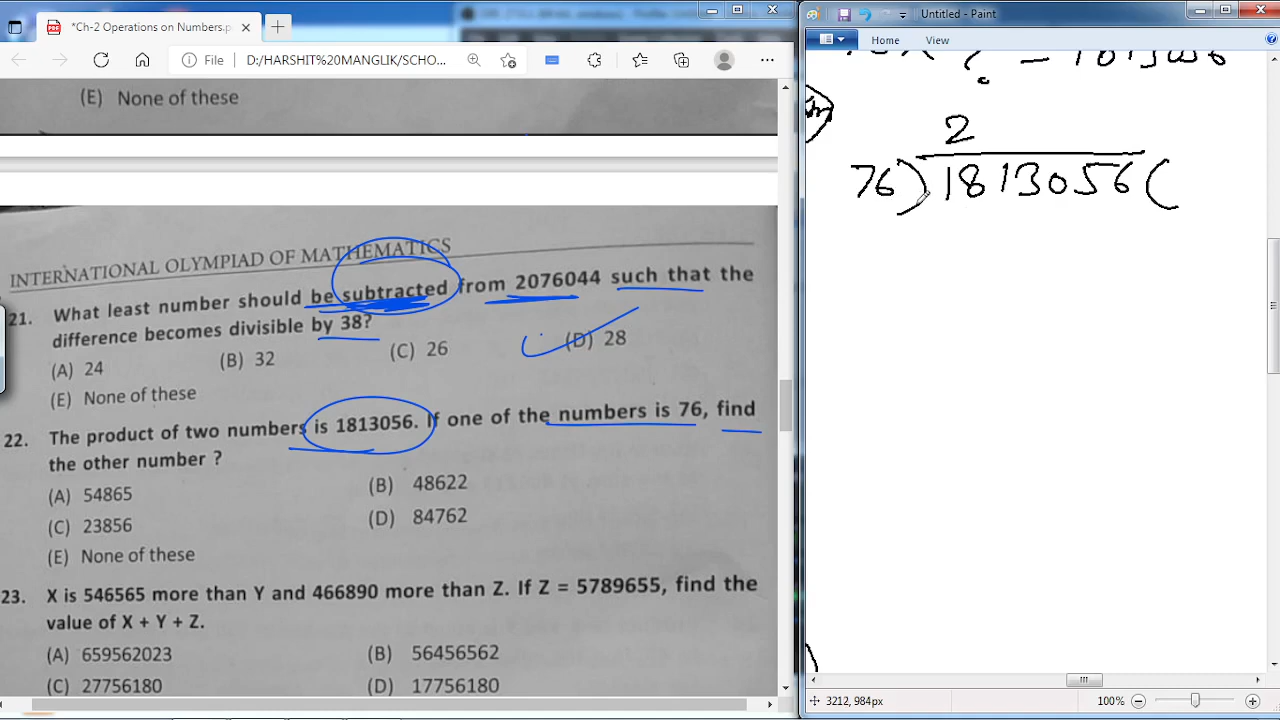 *Ch-2 Operations on Numbers.p
Untitled - Paint
File D:/HARSHIT%20MANGLIK/SCHO...
Home View
(E) None of these
INTERNATIONAL OLYMPIAD OF MATHEMATICS
21. What least number should be subtracted from 2076044 such that the
difference becomes divisible by 38?
(A) 24 (B) 32 (C) 26 (D) 28
(E) None of these
22. The product of two numbers is 1813056. If one of the numbers is 76, find
the other number ?
(A) 54865 (B) 48622
(C) 23856 (D) 84762
(E) None of these
23. X is 546565 more than Y and 466890 more than Z. If Z = 5789655, find the
value of X + Y + Z.
(A) 659562023 (B) 56456562
(C) 27756180 (D) 17756180
2
76)1813056(
3212, 984px 100%